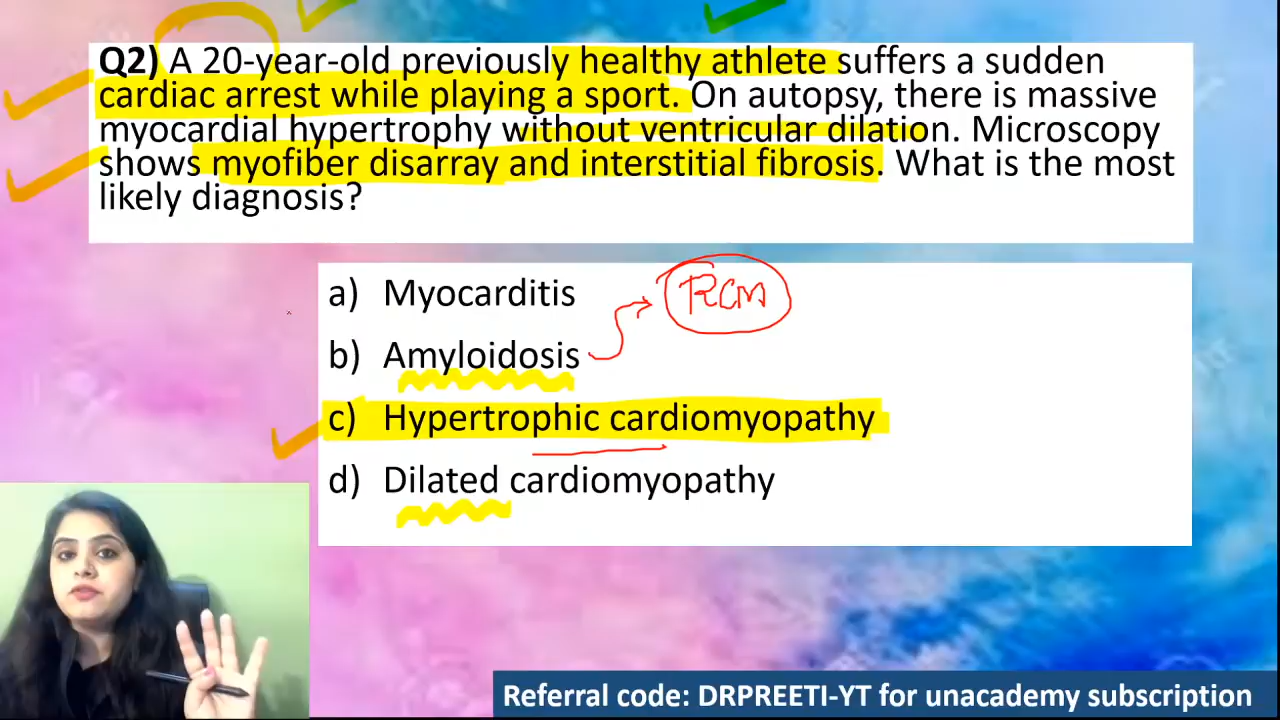 Q2) A 20-year-old previously healthy athlete suffers a sudden
cardiac arrest while playing a sport. On autopsy, there is massive
myocardial hypertrophy without ventricular dilation. Microscopy
shows myofiber disarray and interstitial fibrosis. What is the most
likely diagnosis?
a) Myocarditis
RCM
b) Amyloidosis
c) Hypertrophic cardiomyopathy
d) Dilated cardiomyopathy
Referral code: DRPREETI-YT for unacademy subscription